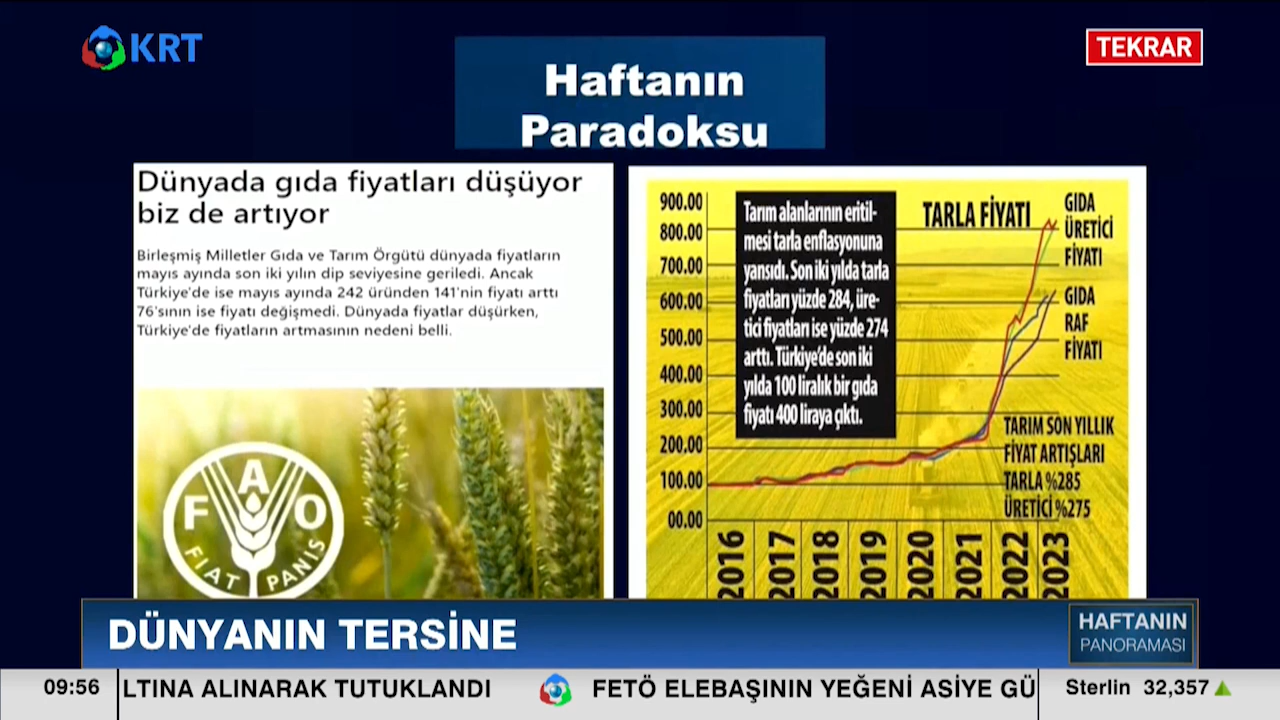 KRT
TEKRAR
Haftanın
Paradoksu
Dünyada gıda fiyatları düşüyor
biz de artıyor
Birleşmiş Milletler Gıda ve Tarım Örgütü dünyada fiyatların
mayıs ayında son iki yılın dip seviyesine geriledi. Ancak
Türkiye'de ise mayıs ayında 242 üründen 141'nin fiyatı arttı
76'sının ise fiyatı değişmedi. Dünyada fiyatlar düşürken,
Türkiye'de fiyatların artmasının nedeni belli.
F A O
FIAT PANIS
900.00
800.00
700.00
600.00
500.00
400.00
300.00
200.00
100.00
00.00
Tarım alanlarının eritil-
mesi tarla enflasyonuna
yansıdı. Son iki yılda tarla
fiyatları yüzde 284, üre-
tici fiyatları ise yüzde 274
arttı. Türkiye'de son iki
yılda 100 liralık bir gıda
fiyatı 400 liraya çıktı.
TARLA FİYATI
GIDA
ÜRETİCİ
FİYATI
GIDA
RAF
FİYATI
TARIM SON YILLIK
FİYAT ARTIŞLARI
TARLA %285
ÜRETİCİ %275
2016
2017
2018
2019
2020
2021
2022
2023
DÜNYANIN TERSİNE
HAFTANIN
PANORAMASI
09:56
LTINA ALINARAK TUTUKLANDI
FETÖ ELEBAŞININ YEĞENİ ASİYE GÜ
Sterlin 32,357